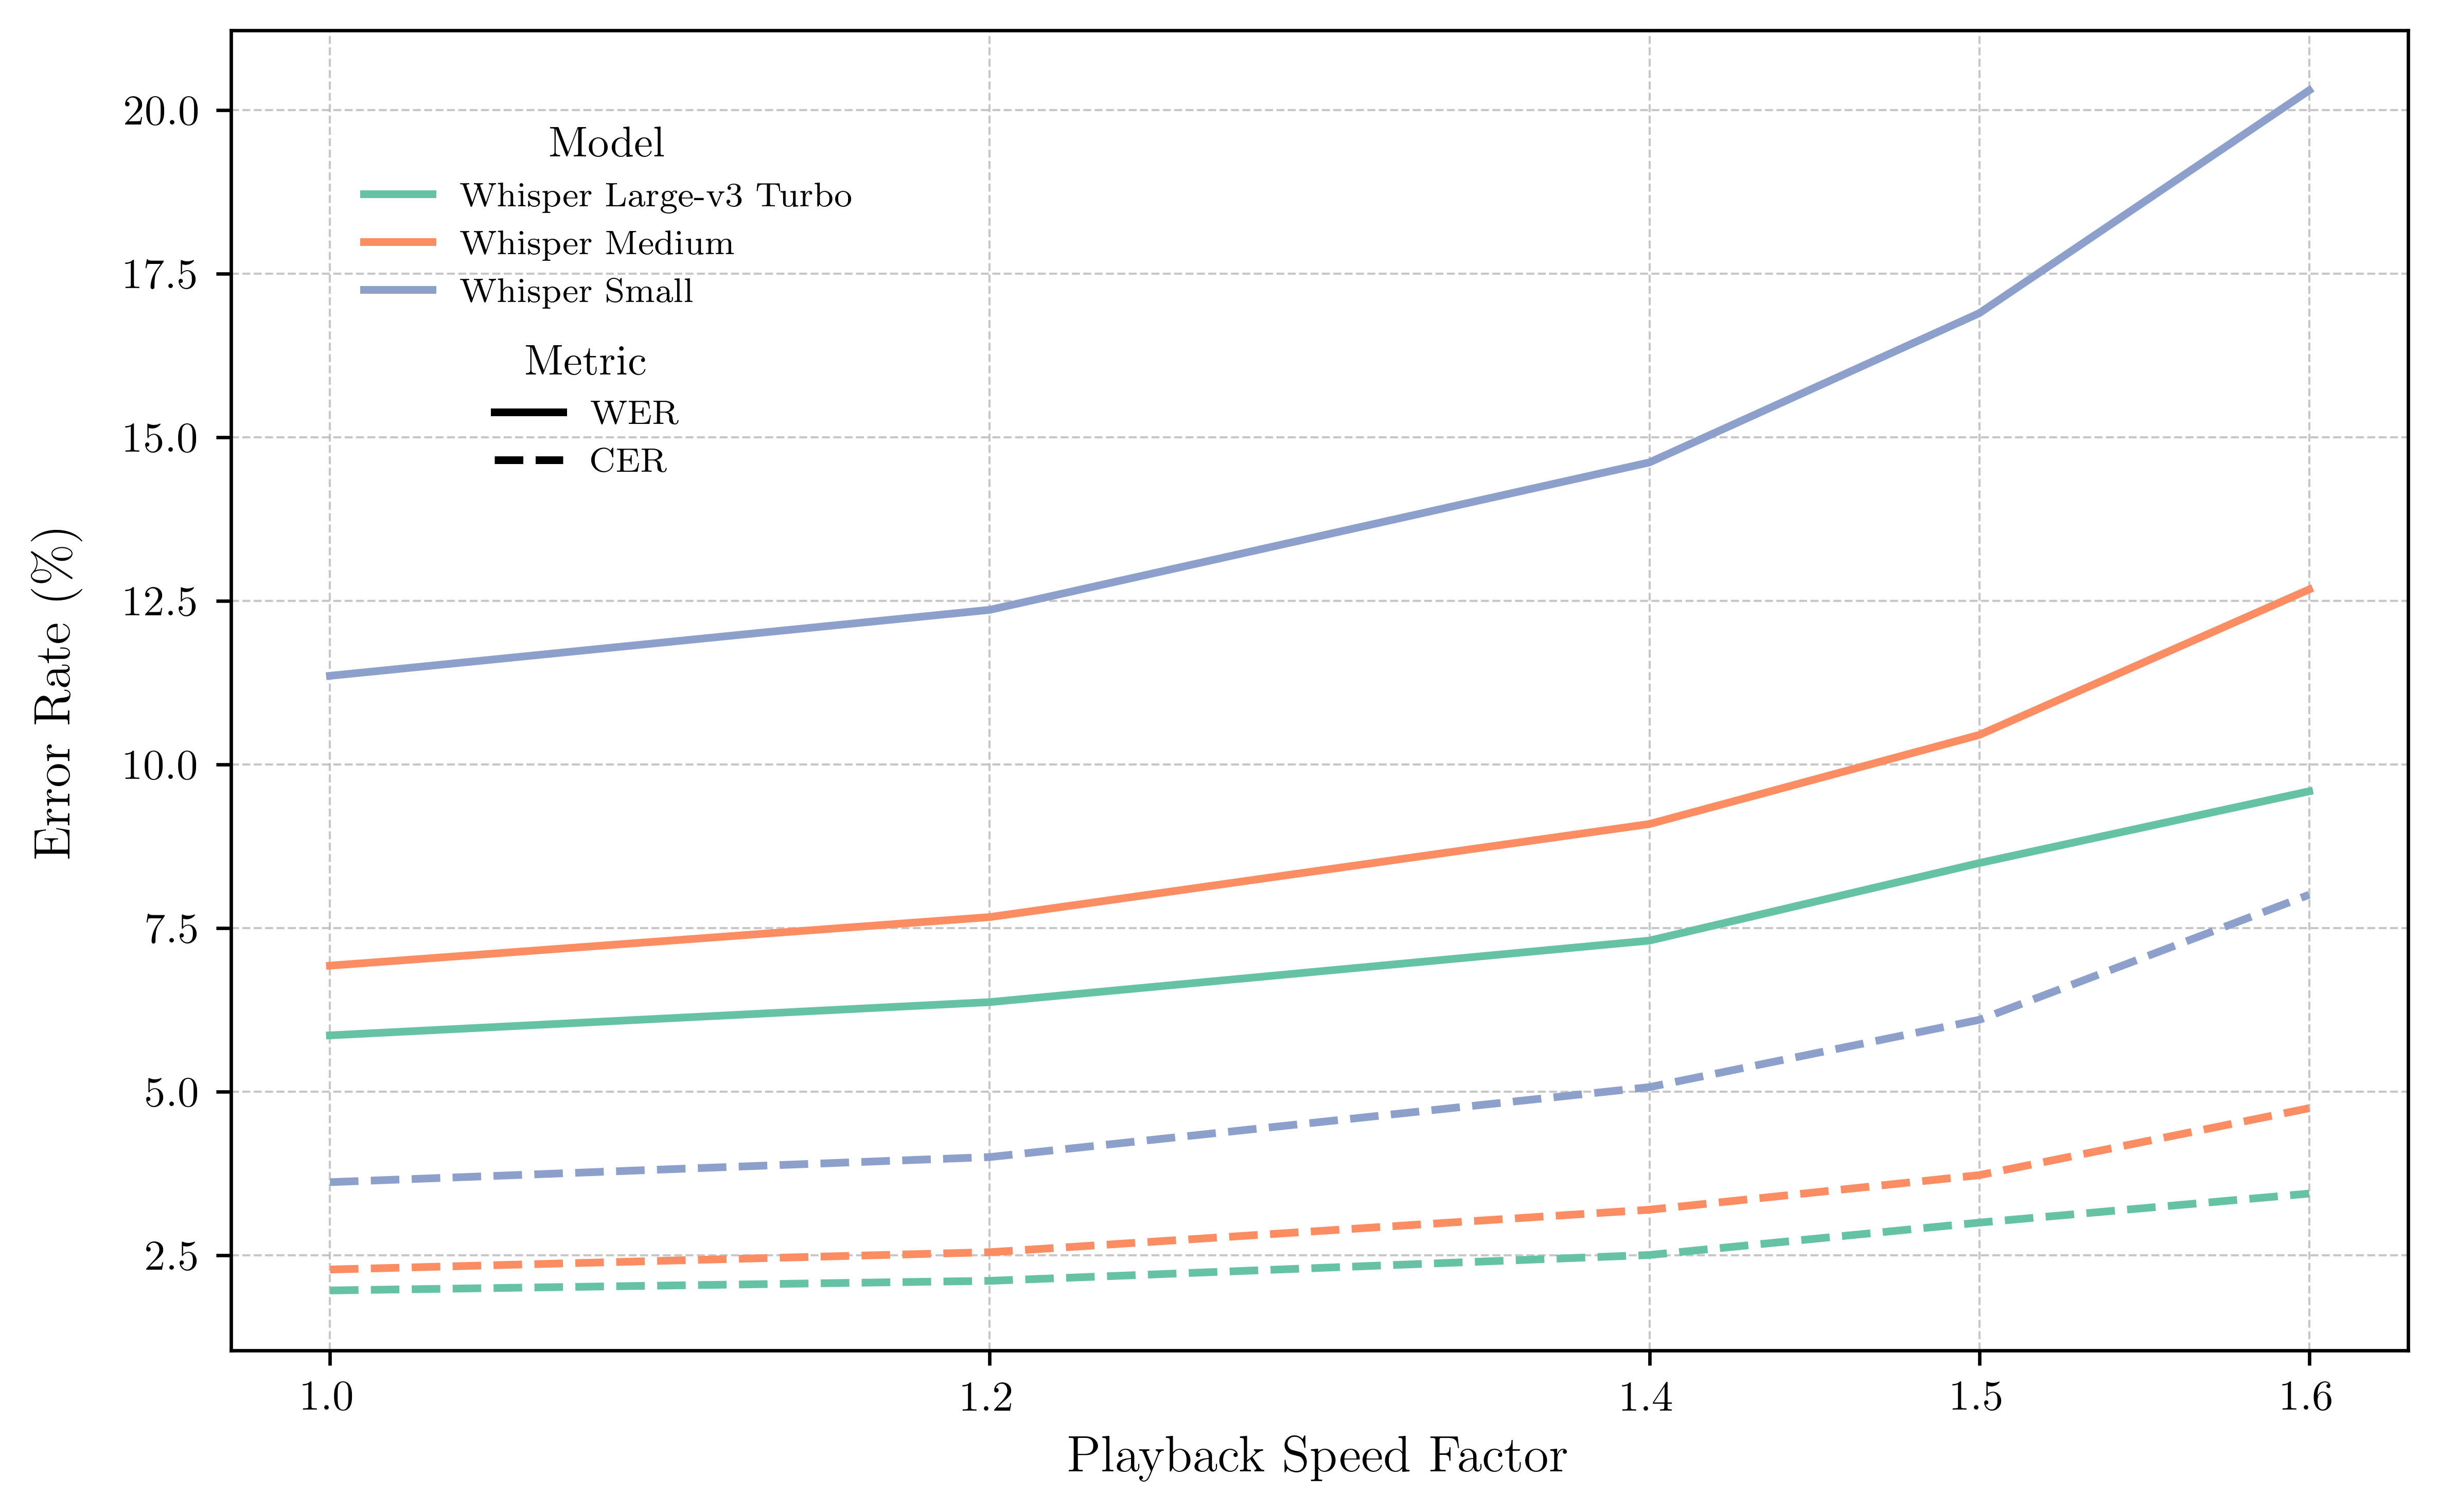 Error Rate (%)
20.0
17.5
15.0
12.5
10.0
7.5
5.0
2.5
Model
Whisper Large-v3 Turbo
Whisper Medium
Whisper Small
Metric
WER
CER
1.0 1.2 1.4 1.5 1.6
Playback Speed Factor